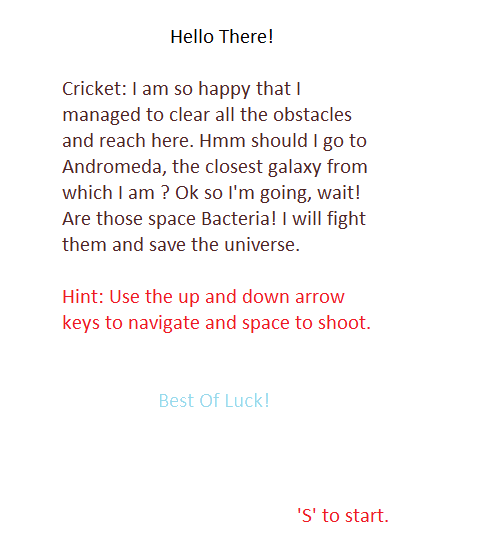 Hello There!
Cricket: I am so happy that I
managed to clear all the obstacles
and reach here. Hmm should I go to
Andromeda, the closest galaxy from
which I am ? Ok so I'm going, wait!
Are those space Bacteria! I will fight
them and save the universe.
Hint: Use the up and down arrow
keys to navigate and space to shoot.
Best Of Luck!
'S' to start.